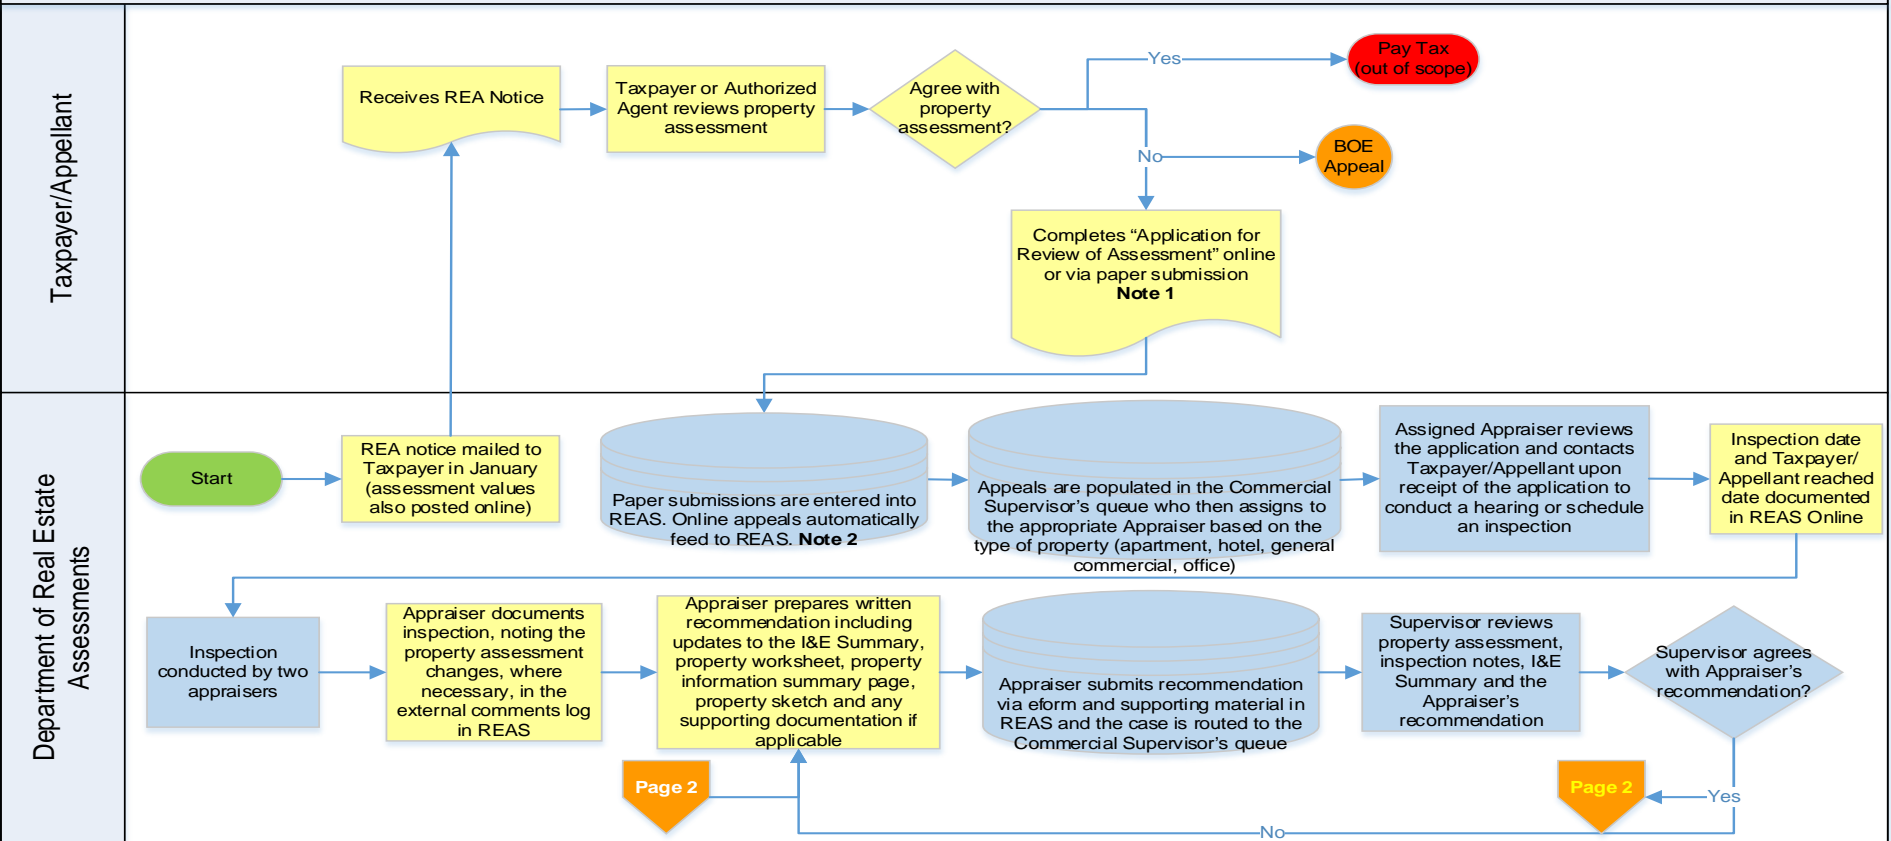 Taxpayer/Appellant
Receives REA Notice
Taxpayer or Authorized
Agent reviews property
assessment
Agree with
property
assessment?
Yes
Pay Tax
(out of scope)
No
BOE
Appeal
Completes “Application for
Review of Assessment” online
or via paper submission
Note 1
Department of Real Estate
Assessments
Start
REA notice mailed to
Taxpayer in January
(assessment values
also posted online)
Paper submissions are entered into
REAS. Online appeals automatically
feed to REAS. Note 2
Appeals are populated in the Commercial
Supervisor’s queue who then assigns to
the appropriate Appraiser based on the
type of property (apartment, hotel, general
commercial, office)
Assigned Appraiser reviews
the application and contacts
Taxpayer/Appellant upon
receipt of the application to
conduct a hearing or schedule
an inspection
Inspection date
and Taxpayer/
Appellant reached
date documented
in REAS Online
Inspection
conducted by two
appraisers
Appraiser documents
inspection, noting the
property assessment
changes, where
necessary, in the
external comments log
in REAS
Appraiser prepares written
recommendation including
updates to the I&E Summary,
property worksheet, property
information summary page,
property sketch and any
supporting documentation if
applicable
Appraiser submits recommendation
via eform and supporting material in
REAS and the case is routed to the
Commercial Supervisor’s queue
Supervisor reviews
property assessment,
inspection notes, I&E
Summary and the
Appraiser’s
recommendation
Supervisor agrees
with Appraiser’s
recommendation?
Page 2
Page 2
Yes
No